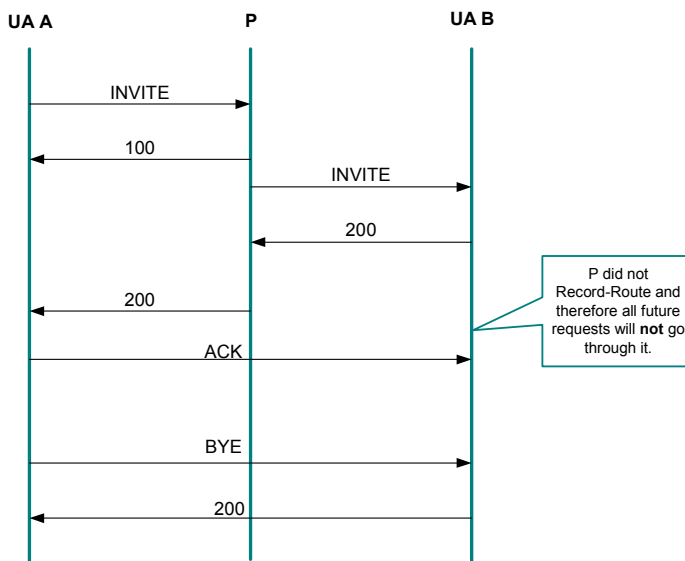 UA A
P
UA B
INVITE
100
INVITE
200
200
P did not
Record-Route and
therefore all future
requests will not go
through it.
ACK
BYE
200